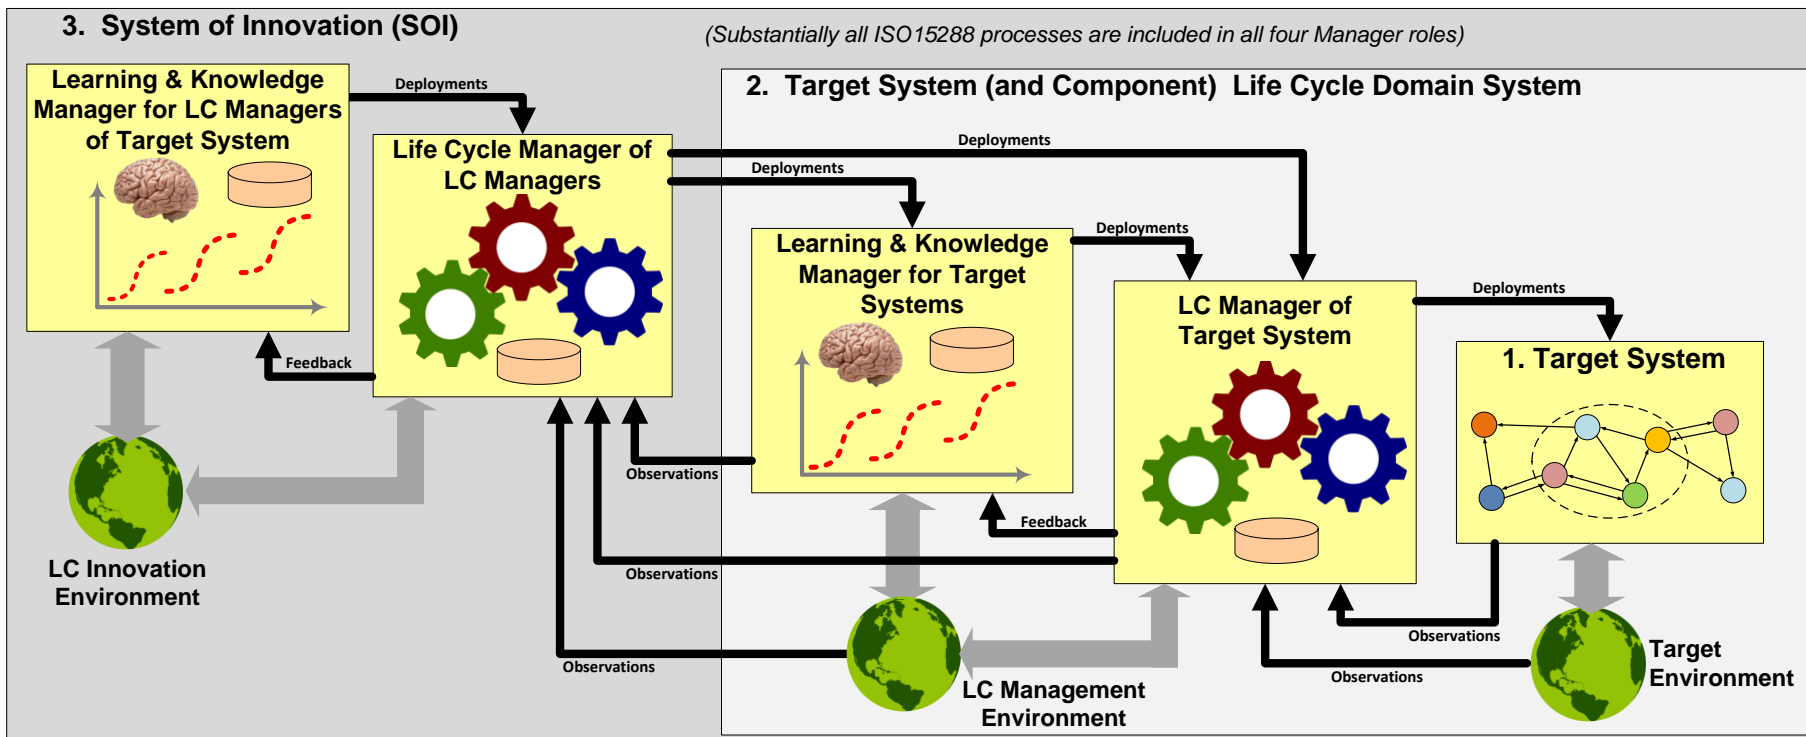 3. System of Innovation (SOI)
(Substantially all ISO15288 processes are included in all four Manager roles)
Learning & Knowledge
Manager for LC Managers
of Target System
Deployments
2. Target System (and Component) Life Cycle Domain System
Life Cycle Manager of
LC Managers
Deployments
Deployments
Learning & Knowledge
Manager for Target
Systems
Deployments
LC Manager of
Target System
Deployments
1. Target System
Feedback
Observations
Feedback
Observations
LC Innovation
Environment
Observations
LC Management
Environment
Observations
Observations
Target
Environment